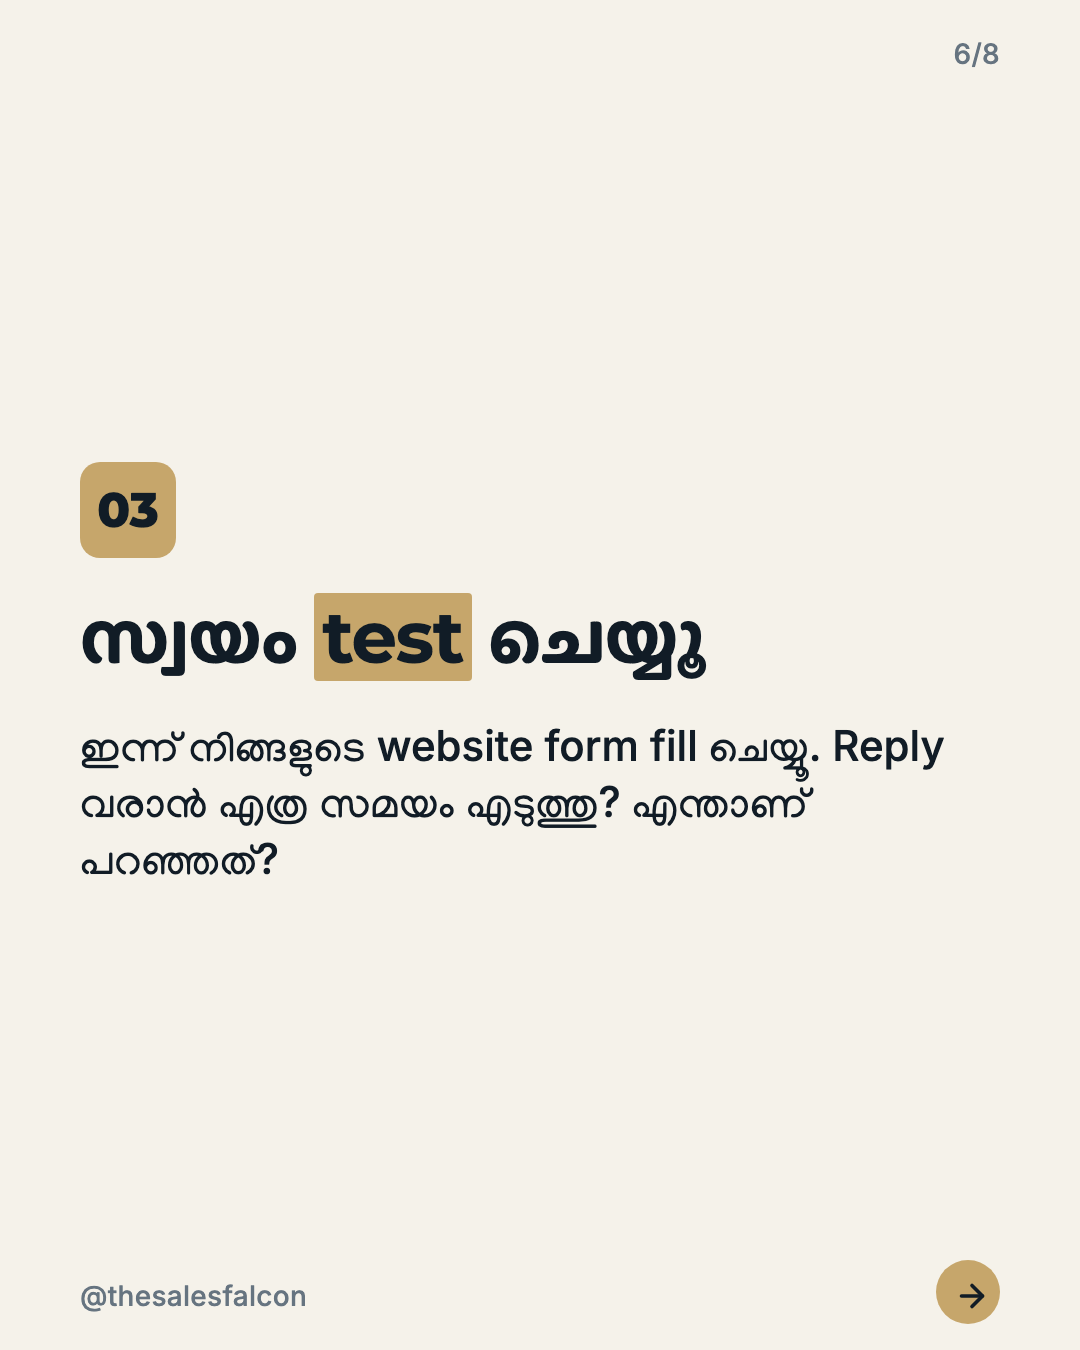 6/8
03
സ്വയം test ചെയ്യൂ
ഇന്ന് നിങ്ങളുടെ website form fill ചെയ്യൂ. Reply
വരാൻ എത്ര സമയം എടുത്തു? എന്താണ്
പറഞ്ഞത്?
@thesalesfalcon